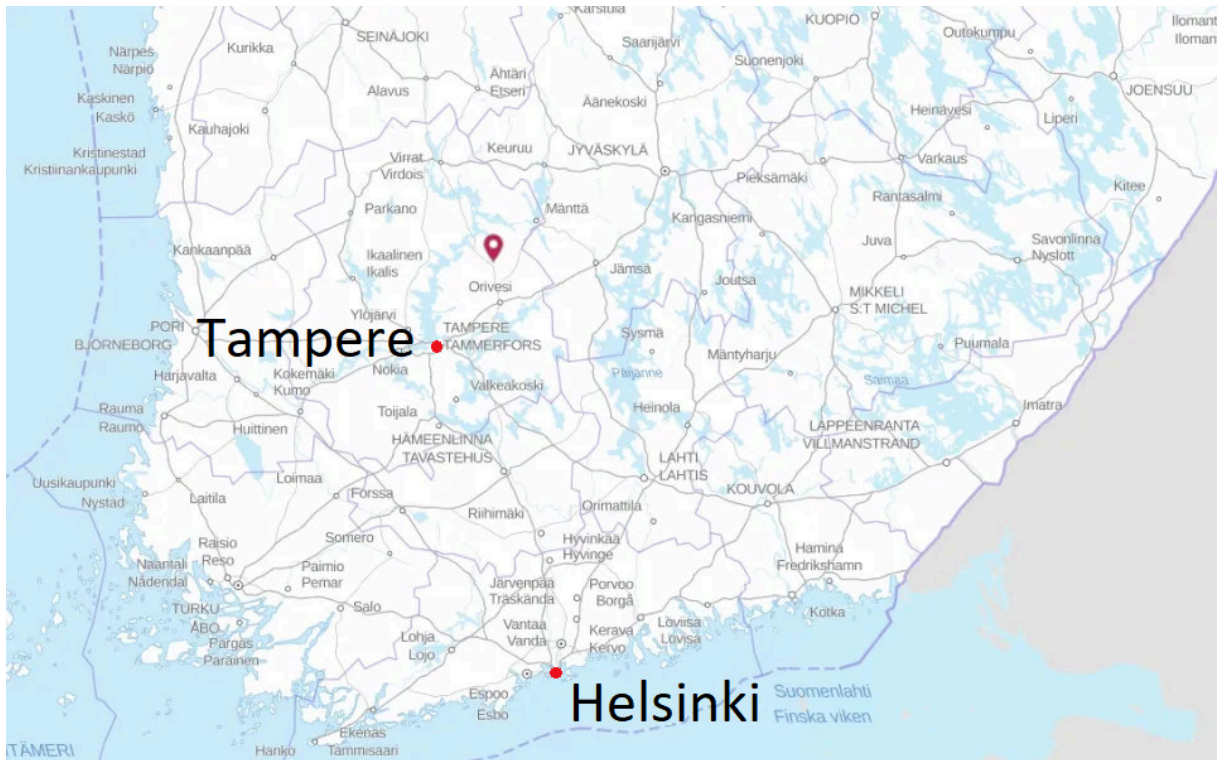 Karstula
KUOPIO
Ilomant
Ilomant
SEINÄJOKI
Outokumpu
Närpes
Närpiö
Kurikka
Saarijärvi
Suonenjoki
Ähtäri
Etseri
Alavus
Äänekoski
JOENSUU
Kaskinen
Kaskö
Heinävesi
Liperi
Kauhajoki
Keuruu
JYVÄSKYLÄ
Kristinestad
Kristiinankaupunki
Virrat
Virdois
Varkaus
Pieksämäki
Kitee
Rantasalmi
Parkano
Mänttä
Kangasniemi
Kankaanpää
Ikaalinen
Ikalis
Juva
Savonlinna
Nyslott
Jämsä
Joutsa
Orivesi
MIKKELI
S:T MICHEL
Ylöjärvi
PORI
BJÖRNEBORG
Tampere
TAMPERE
TAMMERFORS
Sysmä
Puumala
Mäntyharju
Harjavalta
Kokemäki
Kumo
Nokia
Valkeakoski
Päijänne
Saimaa
Rauma
Raumo
Toijala
Heinola
Imatra
Huittinen
LAPPEENRANTA
VILLMANSTRAND
HÄMEENLINNA
TAVASTEHUS
LAHTI
LAHTIS
Uusikaupunki
Nystad
Loimaa
Laitila
Forssa
KOUVOLA
Riihimäki
Orimattila
Somero
Hyvinkää
Hyvinge
Raisio
Reso
Hamina
Fredrikshamn
Naantali
Nådendal
Paimio
Pemar
Järvenpää
Träskända
Porvoo
Borgå
TURKU
ÅBO
Salo
Kotka
Vantaa
Vanda
Kerava
Kervo
Loviisa
Lovisa
Pargas
Parainen
Lohja
Lojo
Espoo
Esbo
Helsinki
Suomenlahti
Finska viken
Ekenäs
Tammisaari
Hanko
TÄMERI